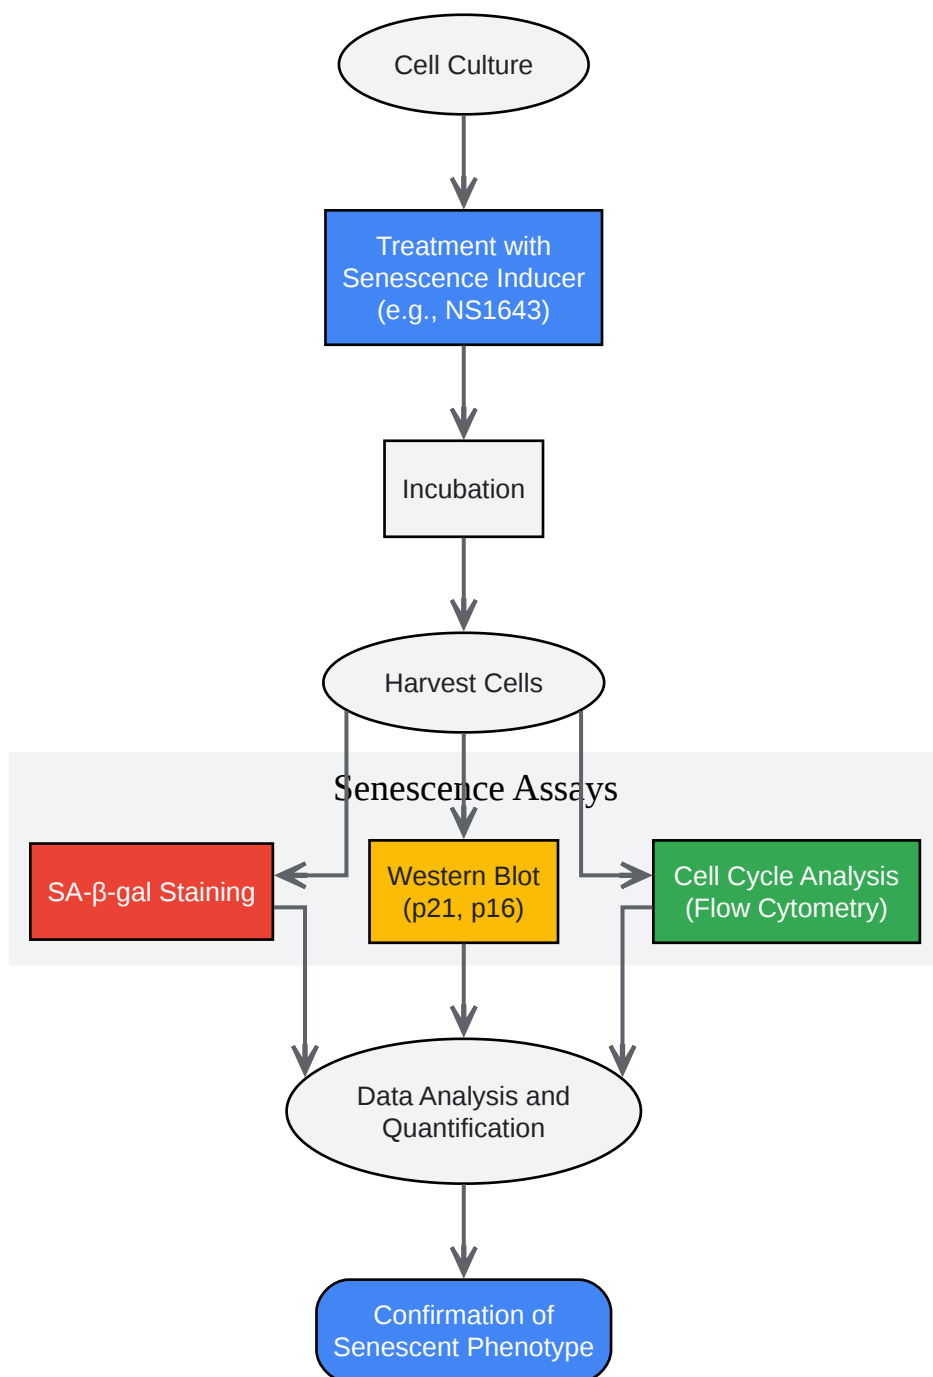 Cell Culture
Treatment with
Senescence Inducer
(e.g., NS1643)
Incubation
Harvest Cells
Senescence Assays
SA-β-gal Staining
Western Blot
(p21, p16)
Cell Cycle Analysis
(Flow Cytometry)
Data Analysis and
Quantification
Confirmation of
Senescent Phenotype